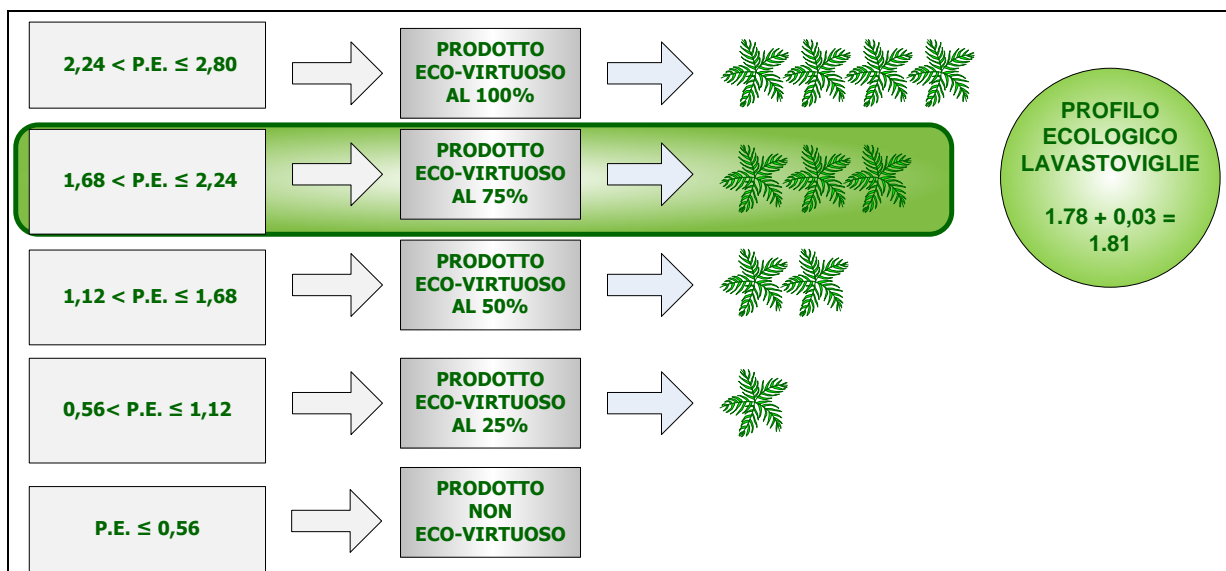 2,24 < P.E. ≤ 2,80
PRODOTTO
ECO-VIRTUOSO
AL 100%
1,68 < P.E. ≤ 2,24
PRODOTTO
ECO-VIRTUOSO
AL 75%
1,12 < P.E. ≤ 1,68
PRODOTTO
ECO-VIRTUOSO
AL 50%
0,56< P.E. ≤ 1,12
PRODOTTO
ECO-VIRTUOSO
AL 25%
P.E. ≤ 0,56
PRODOTTO
NON
ECO-VIRTUOSO
PROFILO
ECOLOGICO
LAVASTOVIGLIE
1.78 + 0,03 =
1.81